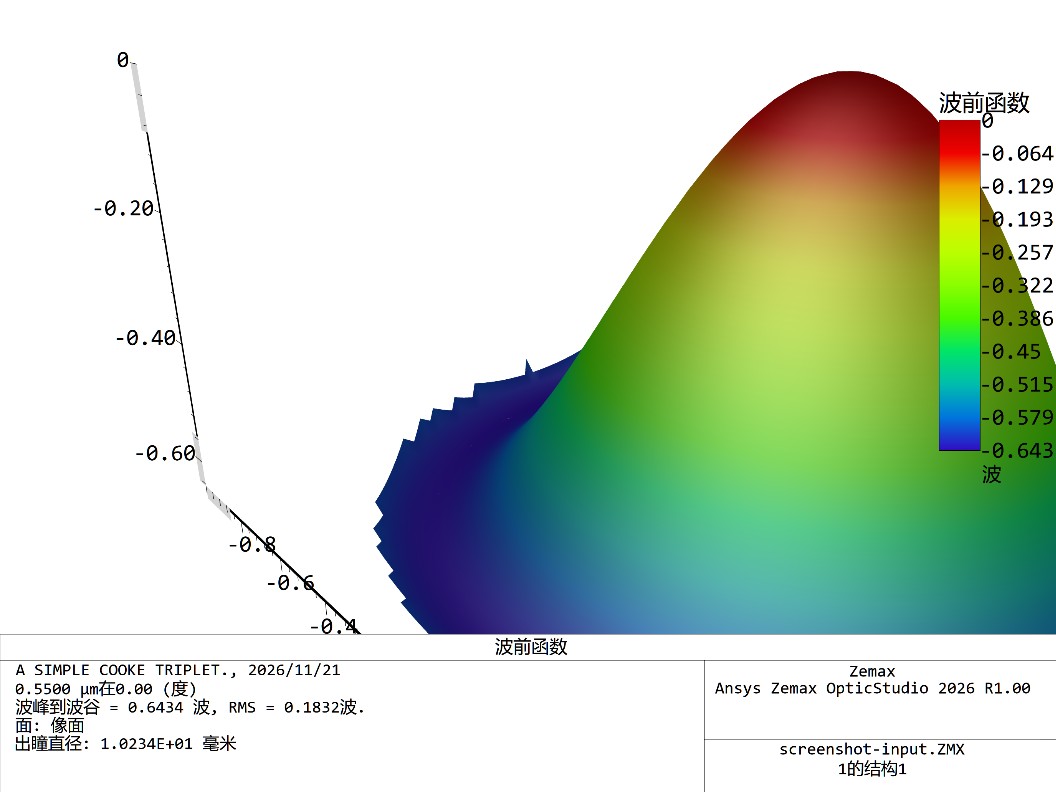 0
-0.20
-0.40
-0.60
-0.8
-0.6
-0.4
波前函数
0
-0.064
-0.129
-0.193
-0.257
-0.322
-0.386
-0.45
-0.515
-0.579
-0.643
波
波前函数
A SIMPLE COOKE TRIPLET., 2026/11/21
0.5500 µm在0.00 (度)
波峰到波谷 = 0.6434 波, RMS = 0.1832波.
面: 像面
出瞳直径: 1.0234E+01 毫米
Zemax
Ansys Zemax OpticStudio 2026 R1.00
screenshot-input.ZMX
1的结构1